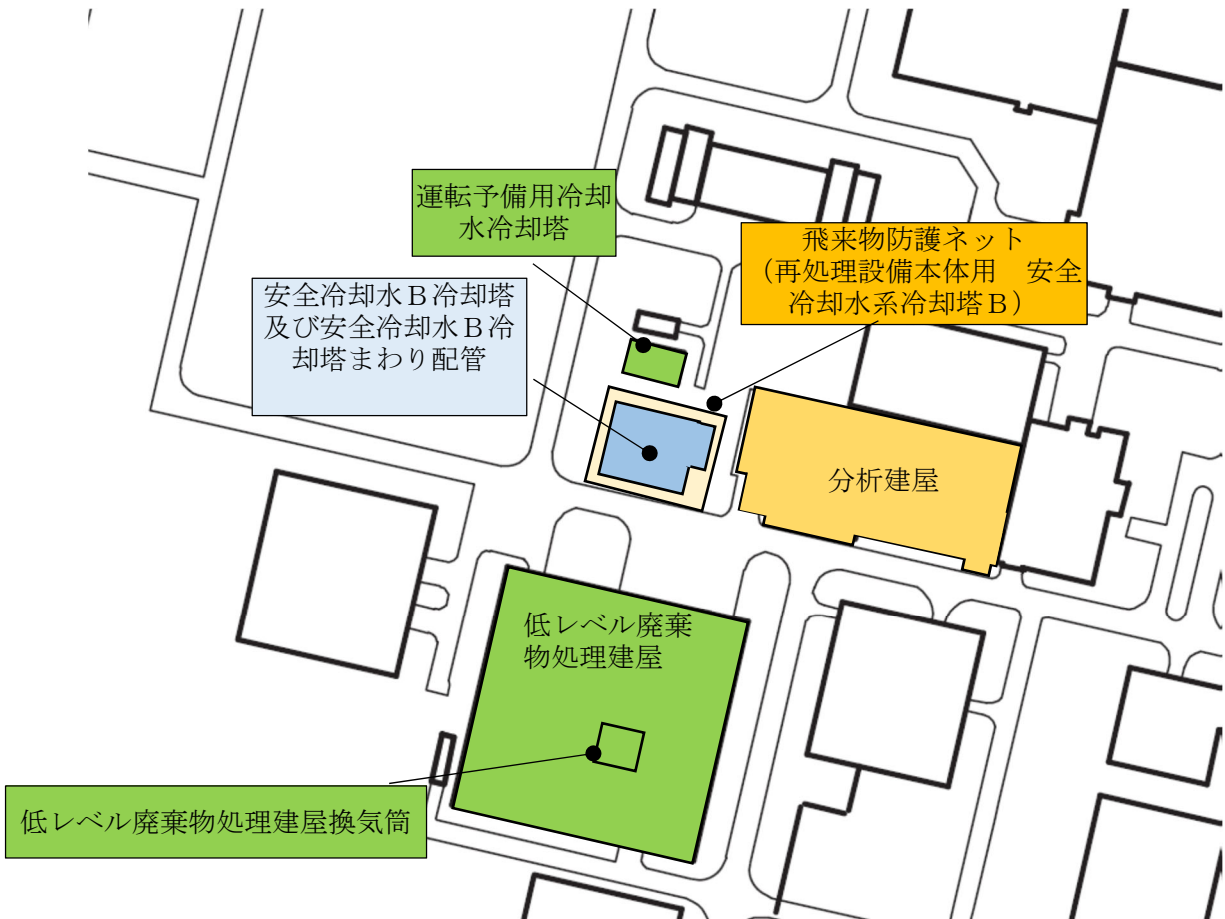 運転予備用冷却
水冷却塔
飛来物防護ネット
（再処理設備本体用　安全
冷却水系冷却塔Ｂ）
安全冷却水Ｂ冷却塔
及び安全冷却水Ｂ冷
却塔まわり配管
分析建屋
低レベル廃棄
物処理建屋
低レベル廃棄物処理建屋換気筒